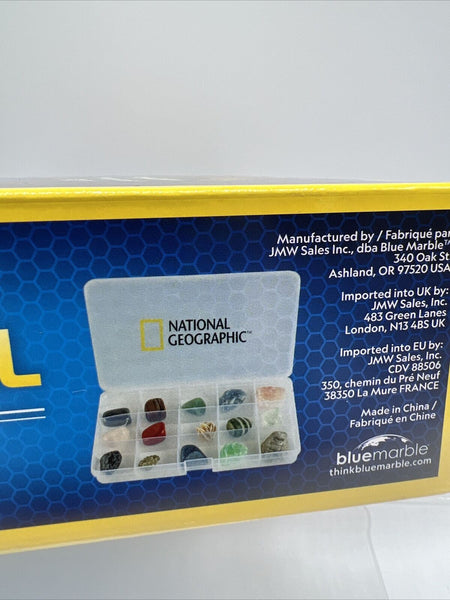 Manufactured by / Fabriqué par
JMW Sales Inc., dba Blue Marble™
340 Oak St
Ashland, OR 97520 USA
Imported into UK by:
JMW Sales, Inc.
483 Green Lanes
London, N13 4BS UK
Imported into EU by:
JMW Sales, Inc.
CDV 88506
350, chemin du Pré Neuf
38350 La Mure FRANCE
Made in China /
Fabriqué en Chine
bluemarble
thinkbluemarble.com
NATIONAL
GEOGRAPHIC™